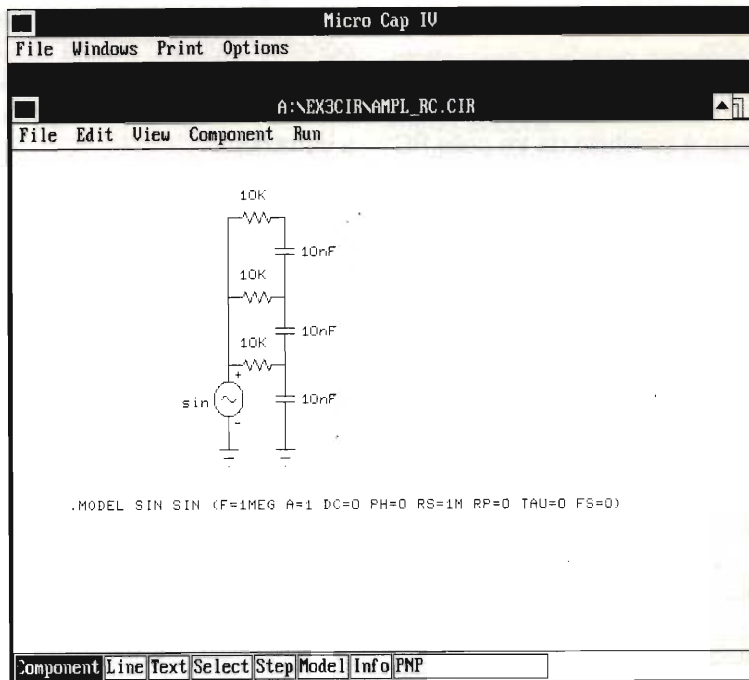 Micro Cap IV
File Windows Print Options
A:\EX3CIR\AMPL_RC.CIR
File Edit View Component Run
10K
10nF
10K
10nF
10K
+
sin
10nF
-
.MODEL SIN SIN (F=1MEG A=1 DC=0 PH=0 RS=1M RP=0 TAU=0 FS=0)
Component Line Text Select Step Model Info PNP